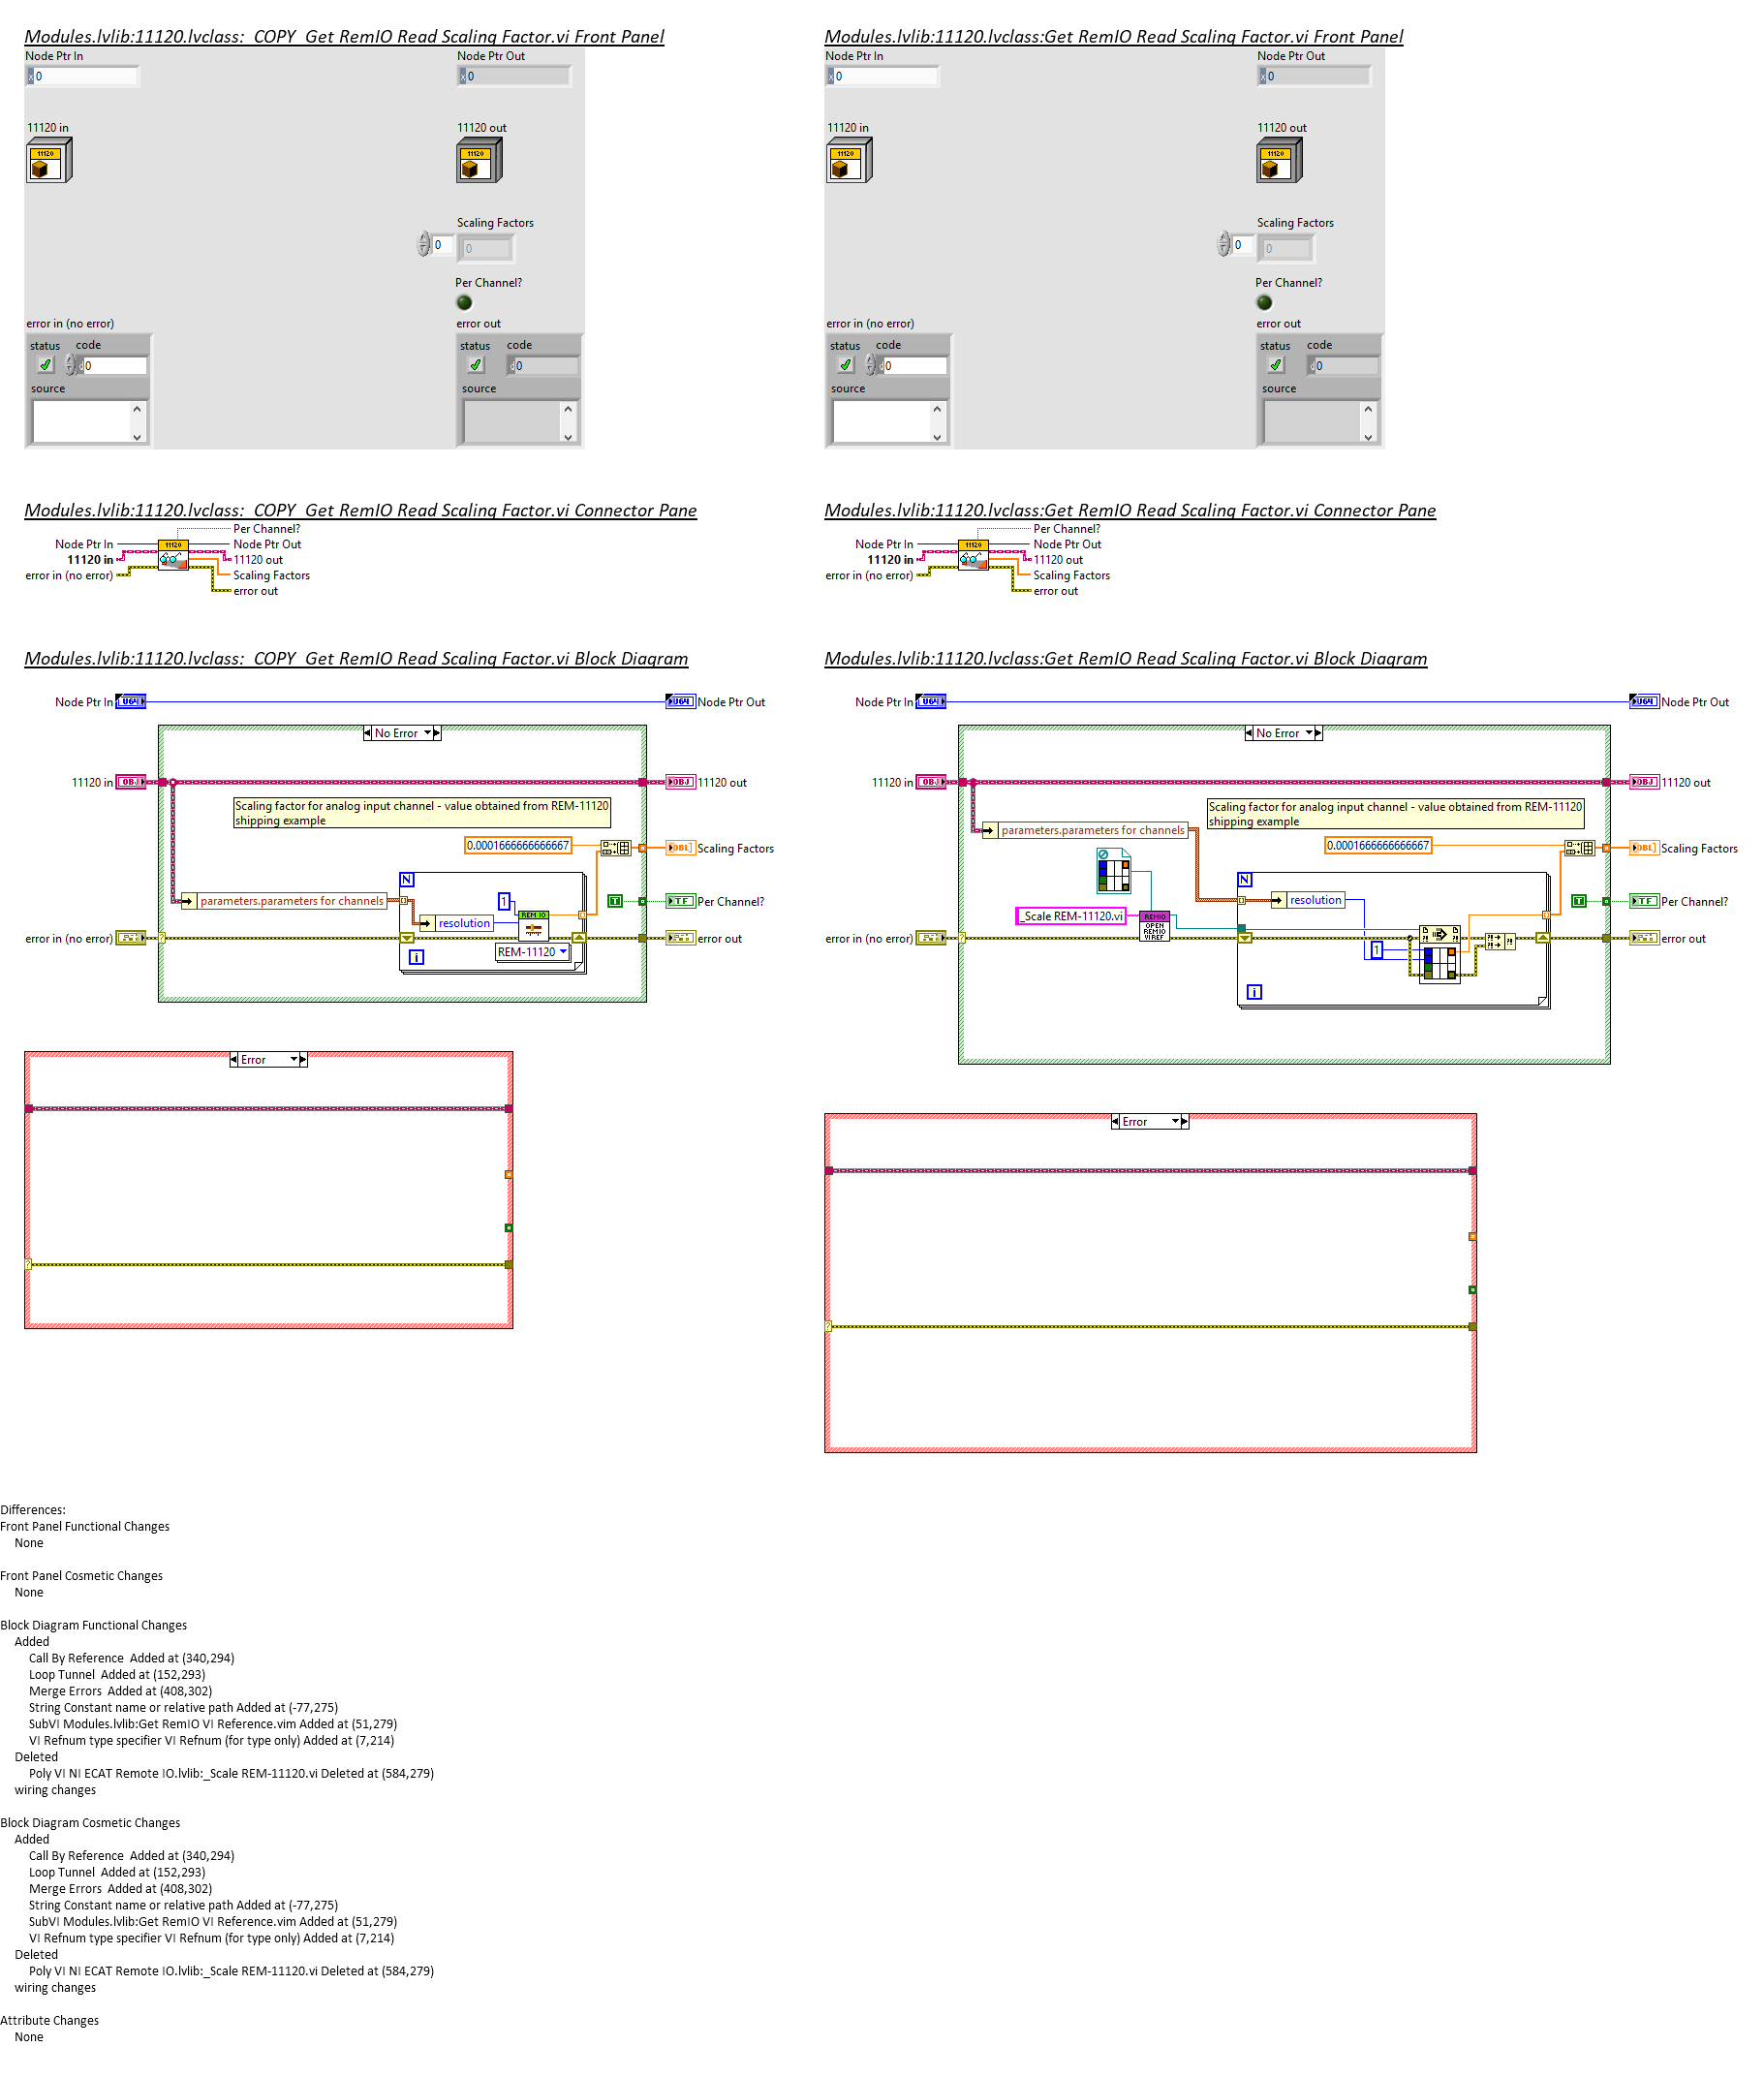 Modules.lvlib:11120.lvclass:_COPY_Get RemIO Read Scaling Factor.vi Front Panel
Node Ptr In
Node Ptr Out
x 0
x 0
11120 in
11120 out
11120
11120
Scaling Factors
0
0
Per Channel?
error in (no error)
error out
status
code
status
code
d 0
d 0
source
source
Modules.lvlib:11120.lvclass:Get RemIO Read Scaling Factor.vi Front Panel
Node Ptr In
Node Ptr Out
x 0
x 0
11120 in
11120 out
11120
11120
Scaling Factors
0
0
Per Channel?
error in (no error)
error out
status
code
status
code
d 0
d 0
source
source
Modules.lvlib:11120.lvclass:_COPY_Get RemIO Read Scaling Factor.vi Connector Pane
Per Channel?
Node Ptr In
11120
Node Ptr Out
11120 in
11120 out
error in (no error)
Scaling Factors
error out
Modules.lvlib:11120.lvclass:Get RemIO Read Scaling Factor.vi Connector Pane
Per Channel?
Node Ptr In
11120
Node Ptr Out
11120 in
11120 out
error in (no error)
Scaling Factors
error out
Modules.lvlib:11120.lvclass:_COPY_Get RemIO Read Scaling Factor.vi Block Diagram
Node Ptr In
U64
U64
Node Ptr Out
No Error
11120 in
OBJ
OBJ
11120 out
Scaling factor for analog input channel - value obtained from REM-11120
shipping example
0.0001666666666667
DBL
Scaling Factors
N
parameters.parameters for channels
1
T
TF
Per Channel?
resolution
REM IO
error in (no error)
?
error out
REM-11120
i
Error
?
Modules.lvlib:11120.lvclass:Get RemIO Read Scaling Factor.vi Block Diagram
Node Ptr In
U64
U64
Node Ptr Out
No Error
11120 in
OBJ
OBJ
11120 out
Scaling factor for analog input channel - value obtained from REM-11120
shipping example
parameters.parameters for channels
0.0001666666666667
DBL
Scaling Factors
N
resolution
T
TF
Per Channel?
_Scale REM-11120.vi
REMIO
OPEN
REMIO
VI REF
error in (no error)
?
error out
1
i
Error
?
Differences:
Front Panel Functional Changes
None
Front Panel Cosmetic Changes
None
Block Diagram Functional Changes
Added
Call By Reference  Added at (340,294)
Loop Tunnel  Added at (152,293)
Merge Errors  Added at (408,302)
String Constant name or relative path Added at (-77,275)
SubVI Modules.lvlib:Get RemIO VI Reference.vim Added at (51,279)
VI Refnum type specifier VI Refnum (for type only) Added at (7,214)
Deleted
Poly VI NI ECAT Remote IO.lvlib:_Scale REM-11120.vi Deleted at (584,279)
wiring changes
Block Diagram Cosmetic Changes
Added
Call By Reference  Added at (340,294)
Loop Tunnel  Added at (152,293)
Merge Errors  Added at (408,302)
String Constant name or relative path Added at (-77,275)
SubVI Modules.lvlib:Get RemIO VI Reference.vim Added at (51,279)
VI Refnum type specifier VI Refnum (for type only) Added at (7,214)
Deleted
Poly VI NI ECAT Remote IO.lvlib:_Scale REM-11120.vi Deleted at (584,279)
wiring changes
Attribute Changes
None